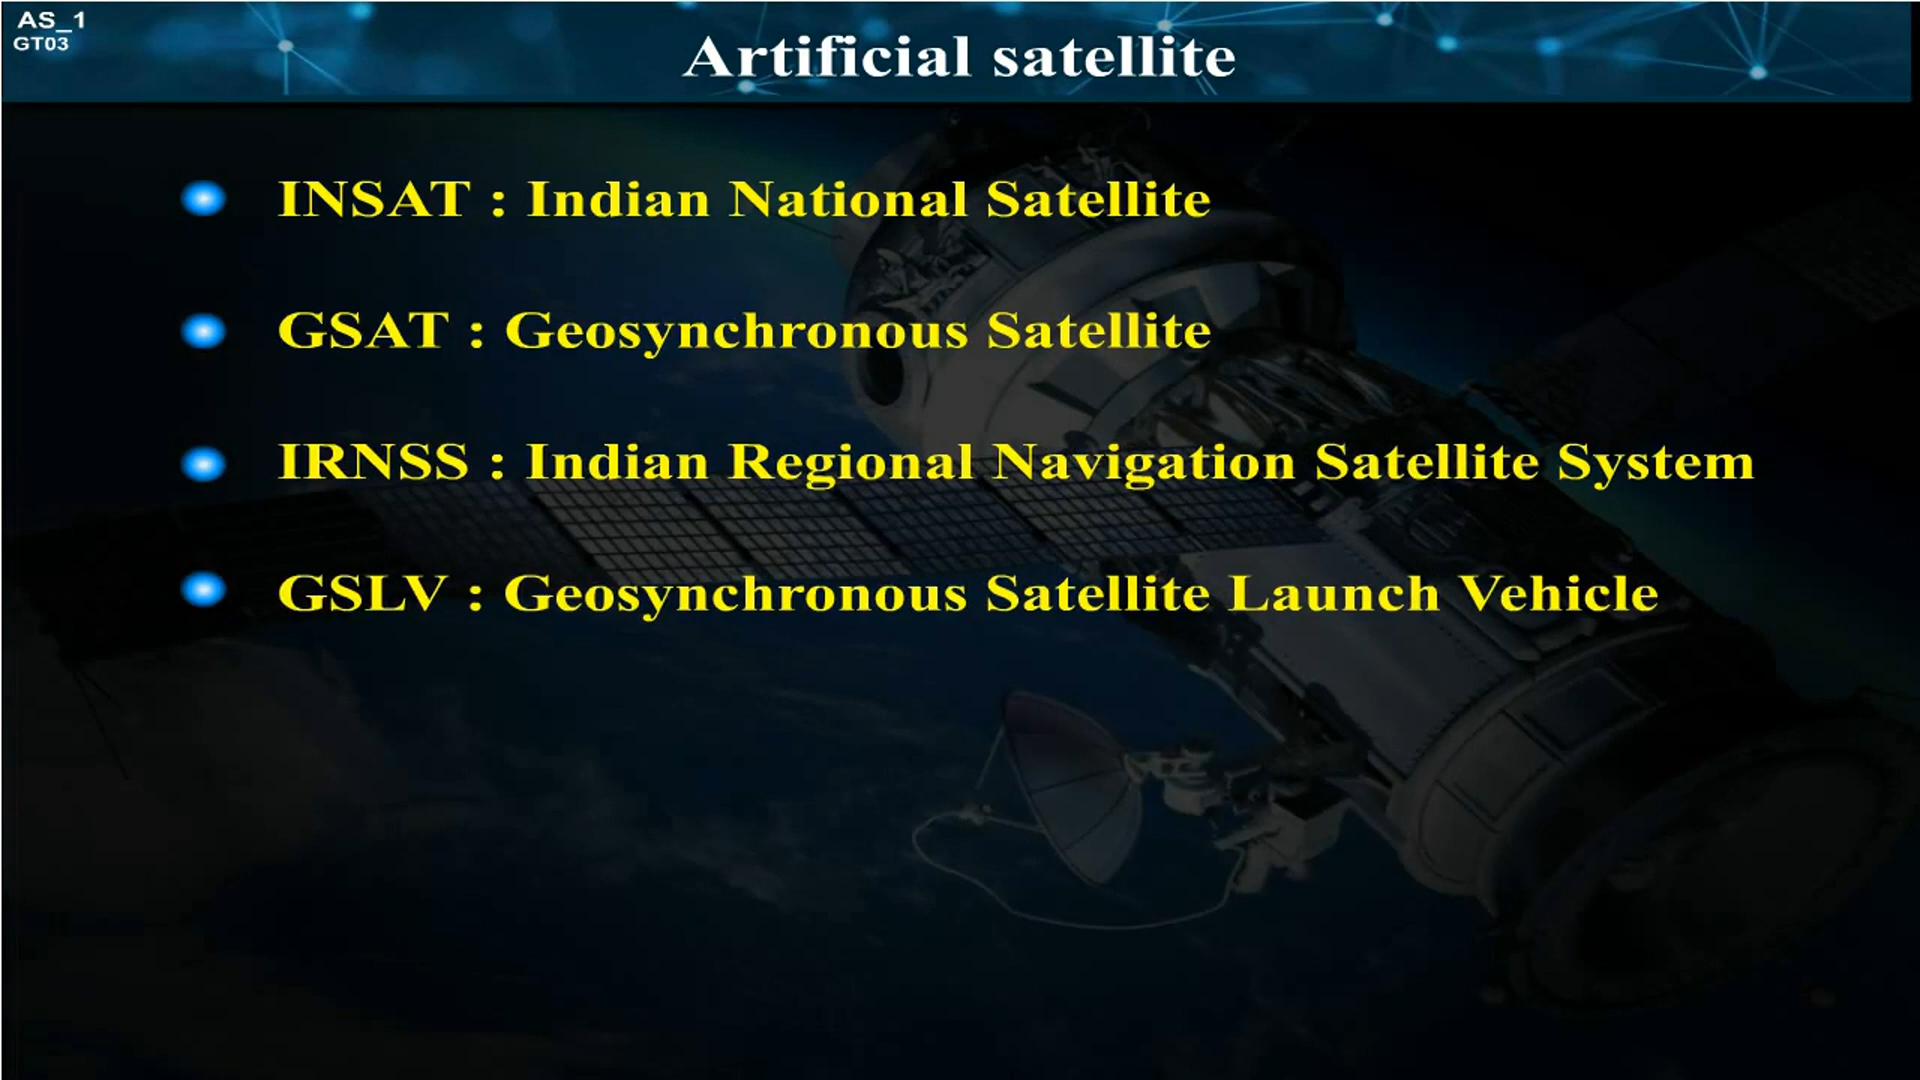 AS_1
GT03
Artificial satellite
INSAT : Indian National Satellite
GSAT : Geosynchronous Satellite
IRNSS : Indian Regional Navigation Satellite System
GSLV : Geosynchronous Satellite Launch Vehicle